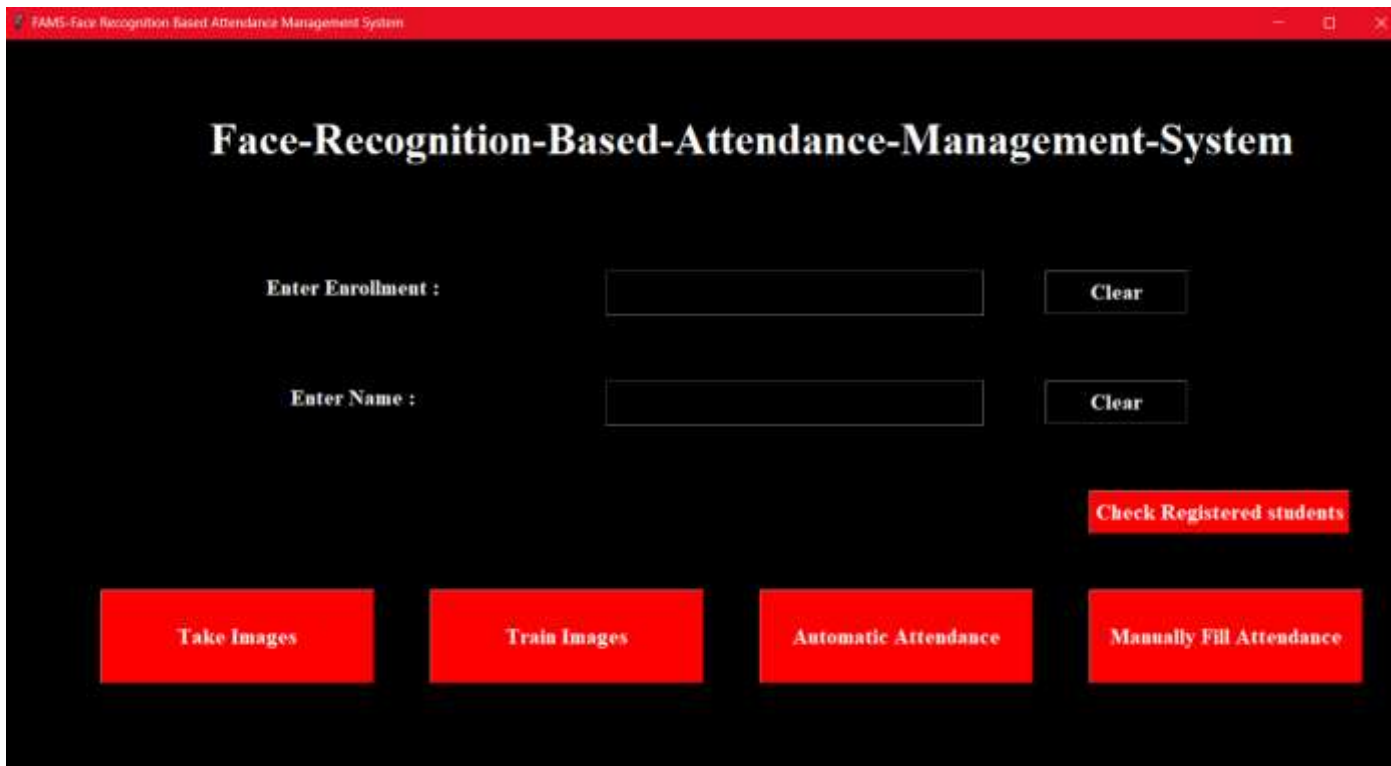 FAMS-Face Recognition Based Attendance Management System
Face-Recognition-Based-Attendance-Management-System
Enter Enrollment :
Clear
Enter Name :
Clear
Check Registered students
Take Images
Train Images
Automatic Attendance
Manually Fill Attendance